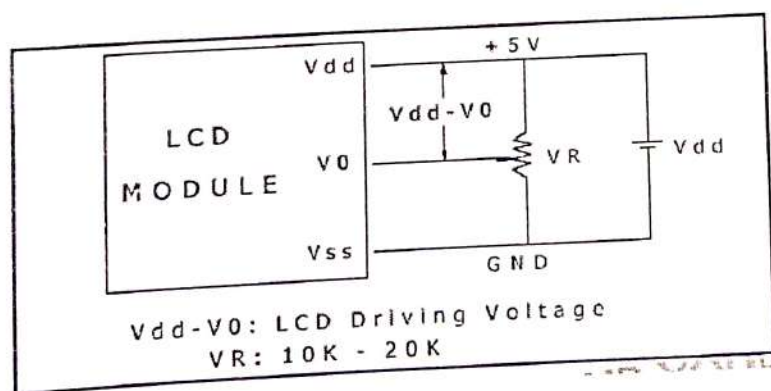 +5V
Vdd
Vdd-V0
LCD
MODULE
V0
VR
Vdd
Vss
GND
Vdd-V0: LCD Driving Voltage
VR: 10K - 20K